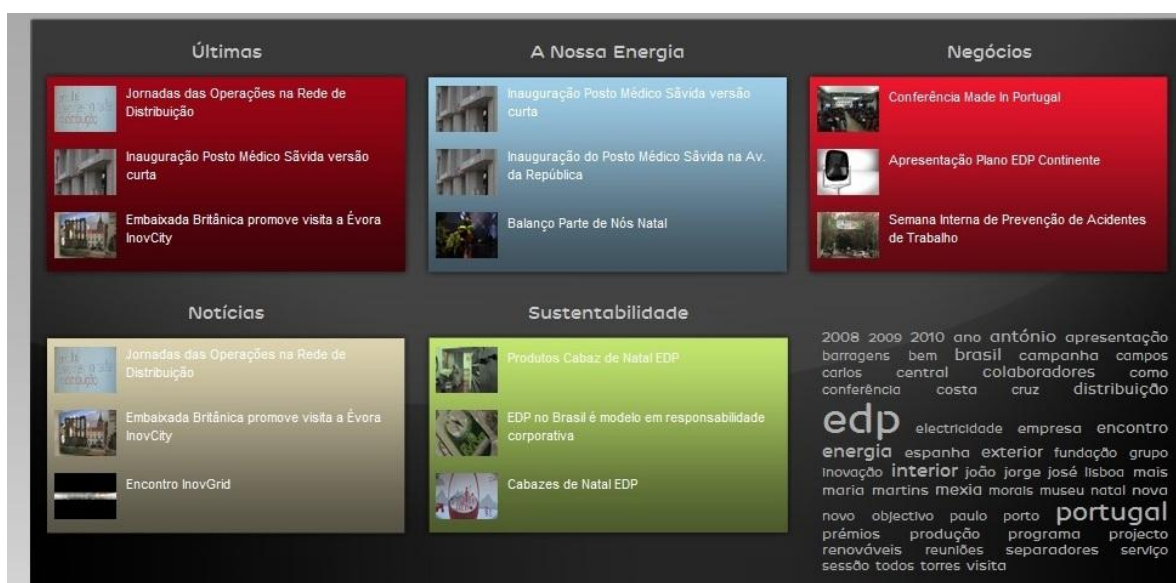 Últimas
Jornadas das Operações na Rede de
Distribuição
Inauguração Posto Médico Sãvida versão
curta
Embaixada Britânica promove visita a Évora
InovCity
A Nossa Energia
Inauguração Posto Médico Sãvida versão
curta
Inauguração do Posto Médico Sãvida na Av.
da República
Balanço Parte de Nós Natal
Negócios
Conferência Made In Portugal
Apresentação Plano EDP Continente
Semana Interna de Prevenção de Acidentes
de Trabalho
Notícias
Jornadas das Operações na Rede de
Distribuição
Embaixada Britânica promove visita a Évora
InovCity
Encontro InovGrid
Sustentabilidade
Produtos Cabaz de Natal EDP
EDP no Brasil é modelo em responsabilidade
corporativa
Cabazes de Natal EDP
2008 2009 2010 ano antónio apresentação
barragens bem brasil campanha campos
carlos central colaboradores como
conferência costa cruz distribuição
edp electricidade empresa encontro
energia espanha exterior fundação grupo
inovação interior joão jorge josé lisboa mais
maria martins mexia morais museu natal nova
novo objectivo paulo porto portugal
prémios produção programa projecto
renováveis reuniões separadores serviço
sessão todos torres visita